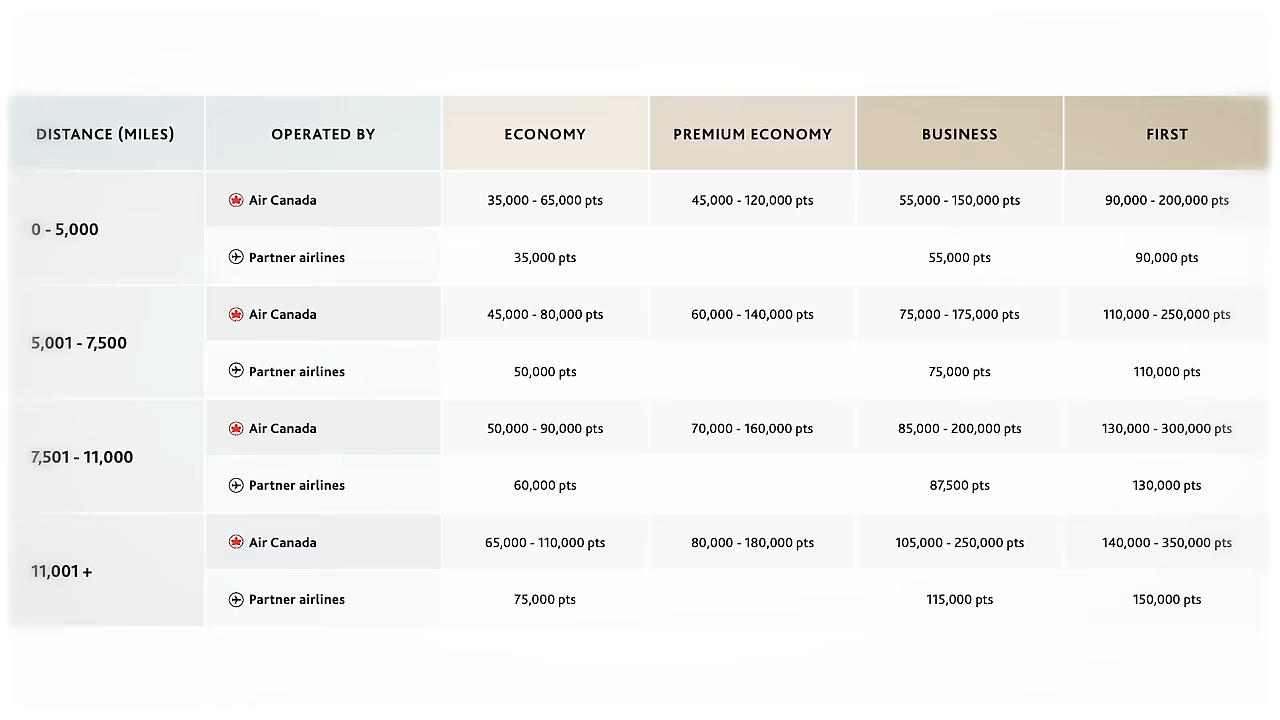 DISTANCE (MILES) OPERATED BY ECONOMY PREMIUM ECONOMY BUSINESS FIRST
0 - 5,000
Air Canada 35,000 - 65,000 pts 45,000 - 120,000 pts 55,000 - 150,000 pts 90,000 - 200,000 pts
Partner airlines 35,000 pts 55,000 pts 90,000 pts
5,001 - 7,500
Air Canada 45,000 - 80,000 pts 60,000 - 140,000 pts 75,000 - 175,000 pts 110,000 - 250,000 pts
Partner airlines 50,000 pts 75,000 pts 110,000 pts
7,501 - 11,000
Air Canada 50,000 - 90,000 pts 70,000 - 160,000 pts 85,000 - 200,000 pts 130,000 - 300,000 pts
Partner airlines 60,000 pts 87,500 pts 130,000 pts
11,001 +
Air Canada 65,000 - 110,000 pts 80,000 - 180,000 pts 105,000 - 250,000 pts 140,000 - 350,000 pts
Partner airlines 75,000 pts 115,000 pts 150,000 pts